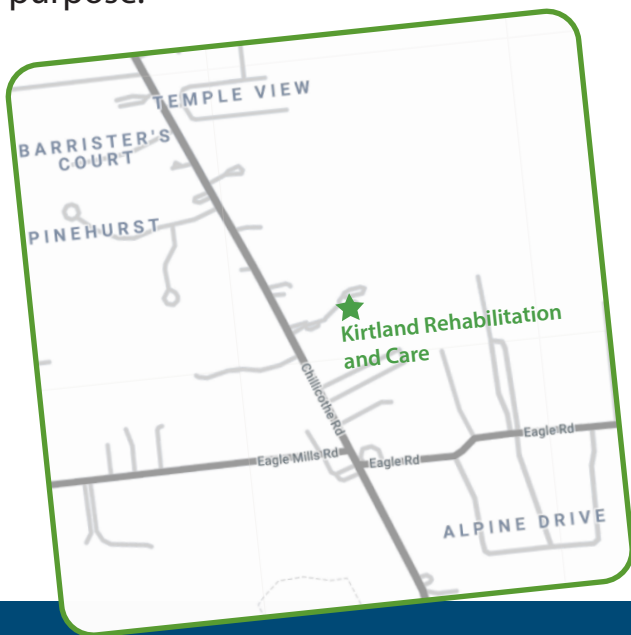 purpose.
TEMPLE VIEW
BARRISTER'S
COURT
PINEHURST
Kirtland Rehabilitation
and Care
Chillicothe Rd
Eagle Mills Rd
Eagle Rd
Eagle Rd
ALPINE DRIVE